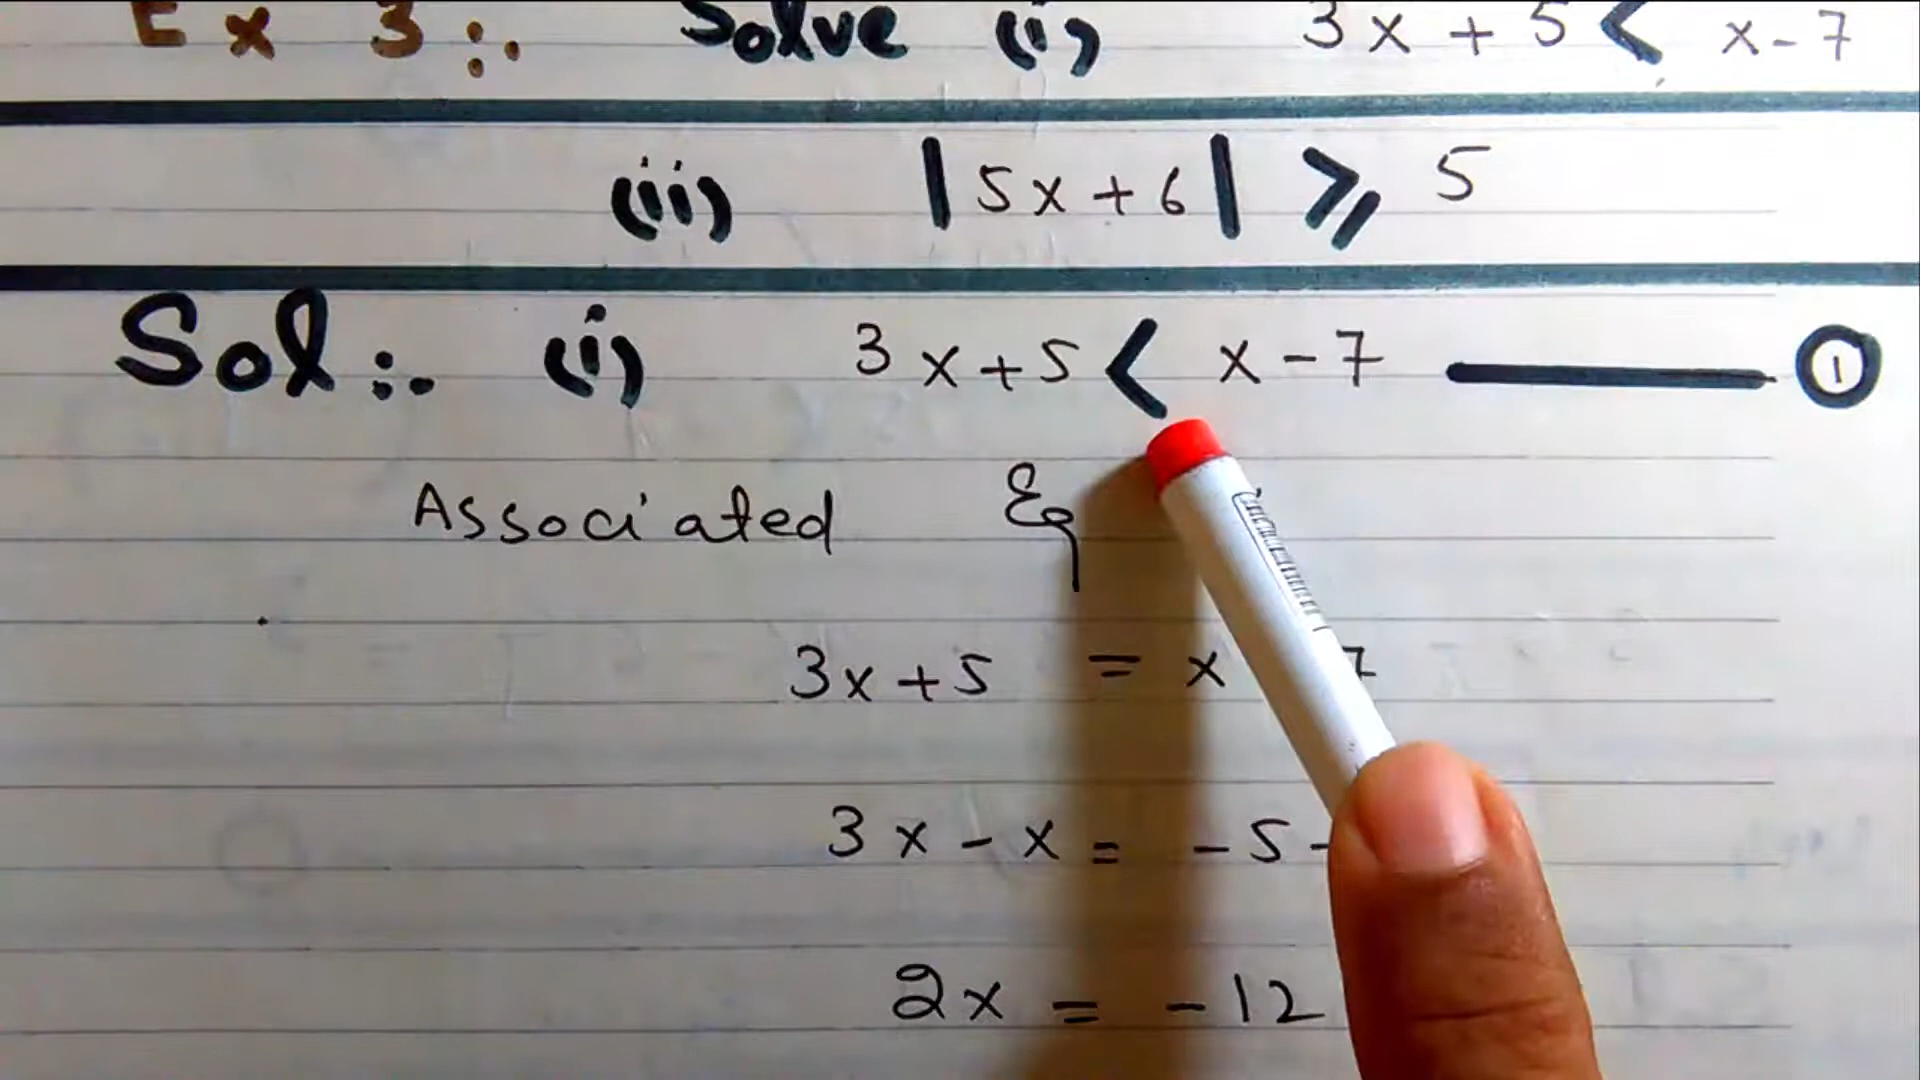 Ex 3:. Solve (i) 3x + 5 < x - 7
(ii) |5x + 6| ⩾ 5
Sol:. (i) 3x + 5 < x - 7 —— ①
Associated Eq
3x + 5 = x 7
3x - x = -5 -
2x = -12